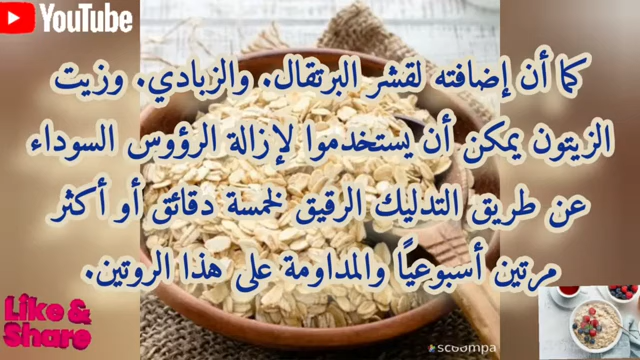 YouTube
كما أن إضافته لقشر البرتقال. والزبادي. وزيت
الزيتون يمكن أن يستخدموا لإزالة الرؤوس السوداء
عن طريق التدليك الرقيق لخمسة دقائق أو أكثر
مرتين أسبوعيًا والمداومة على هذا الروتين.
Like &
Share
scoompa